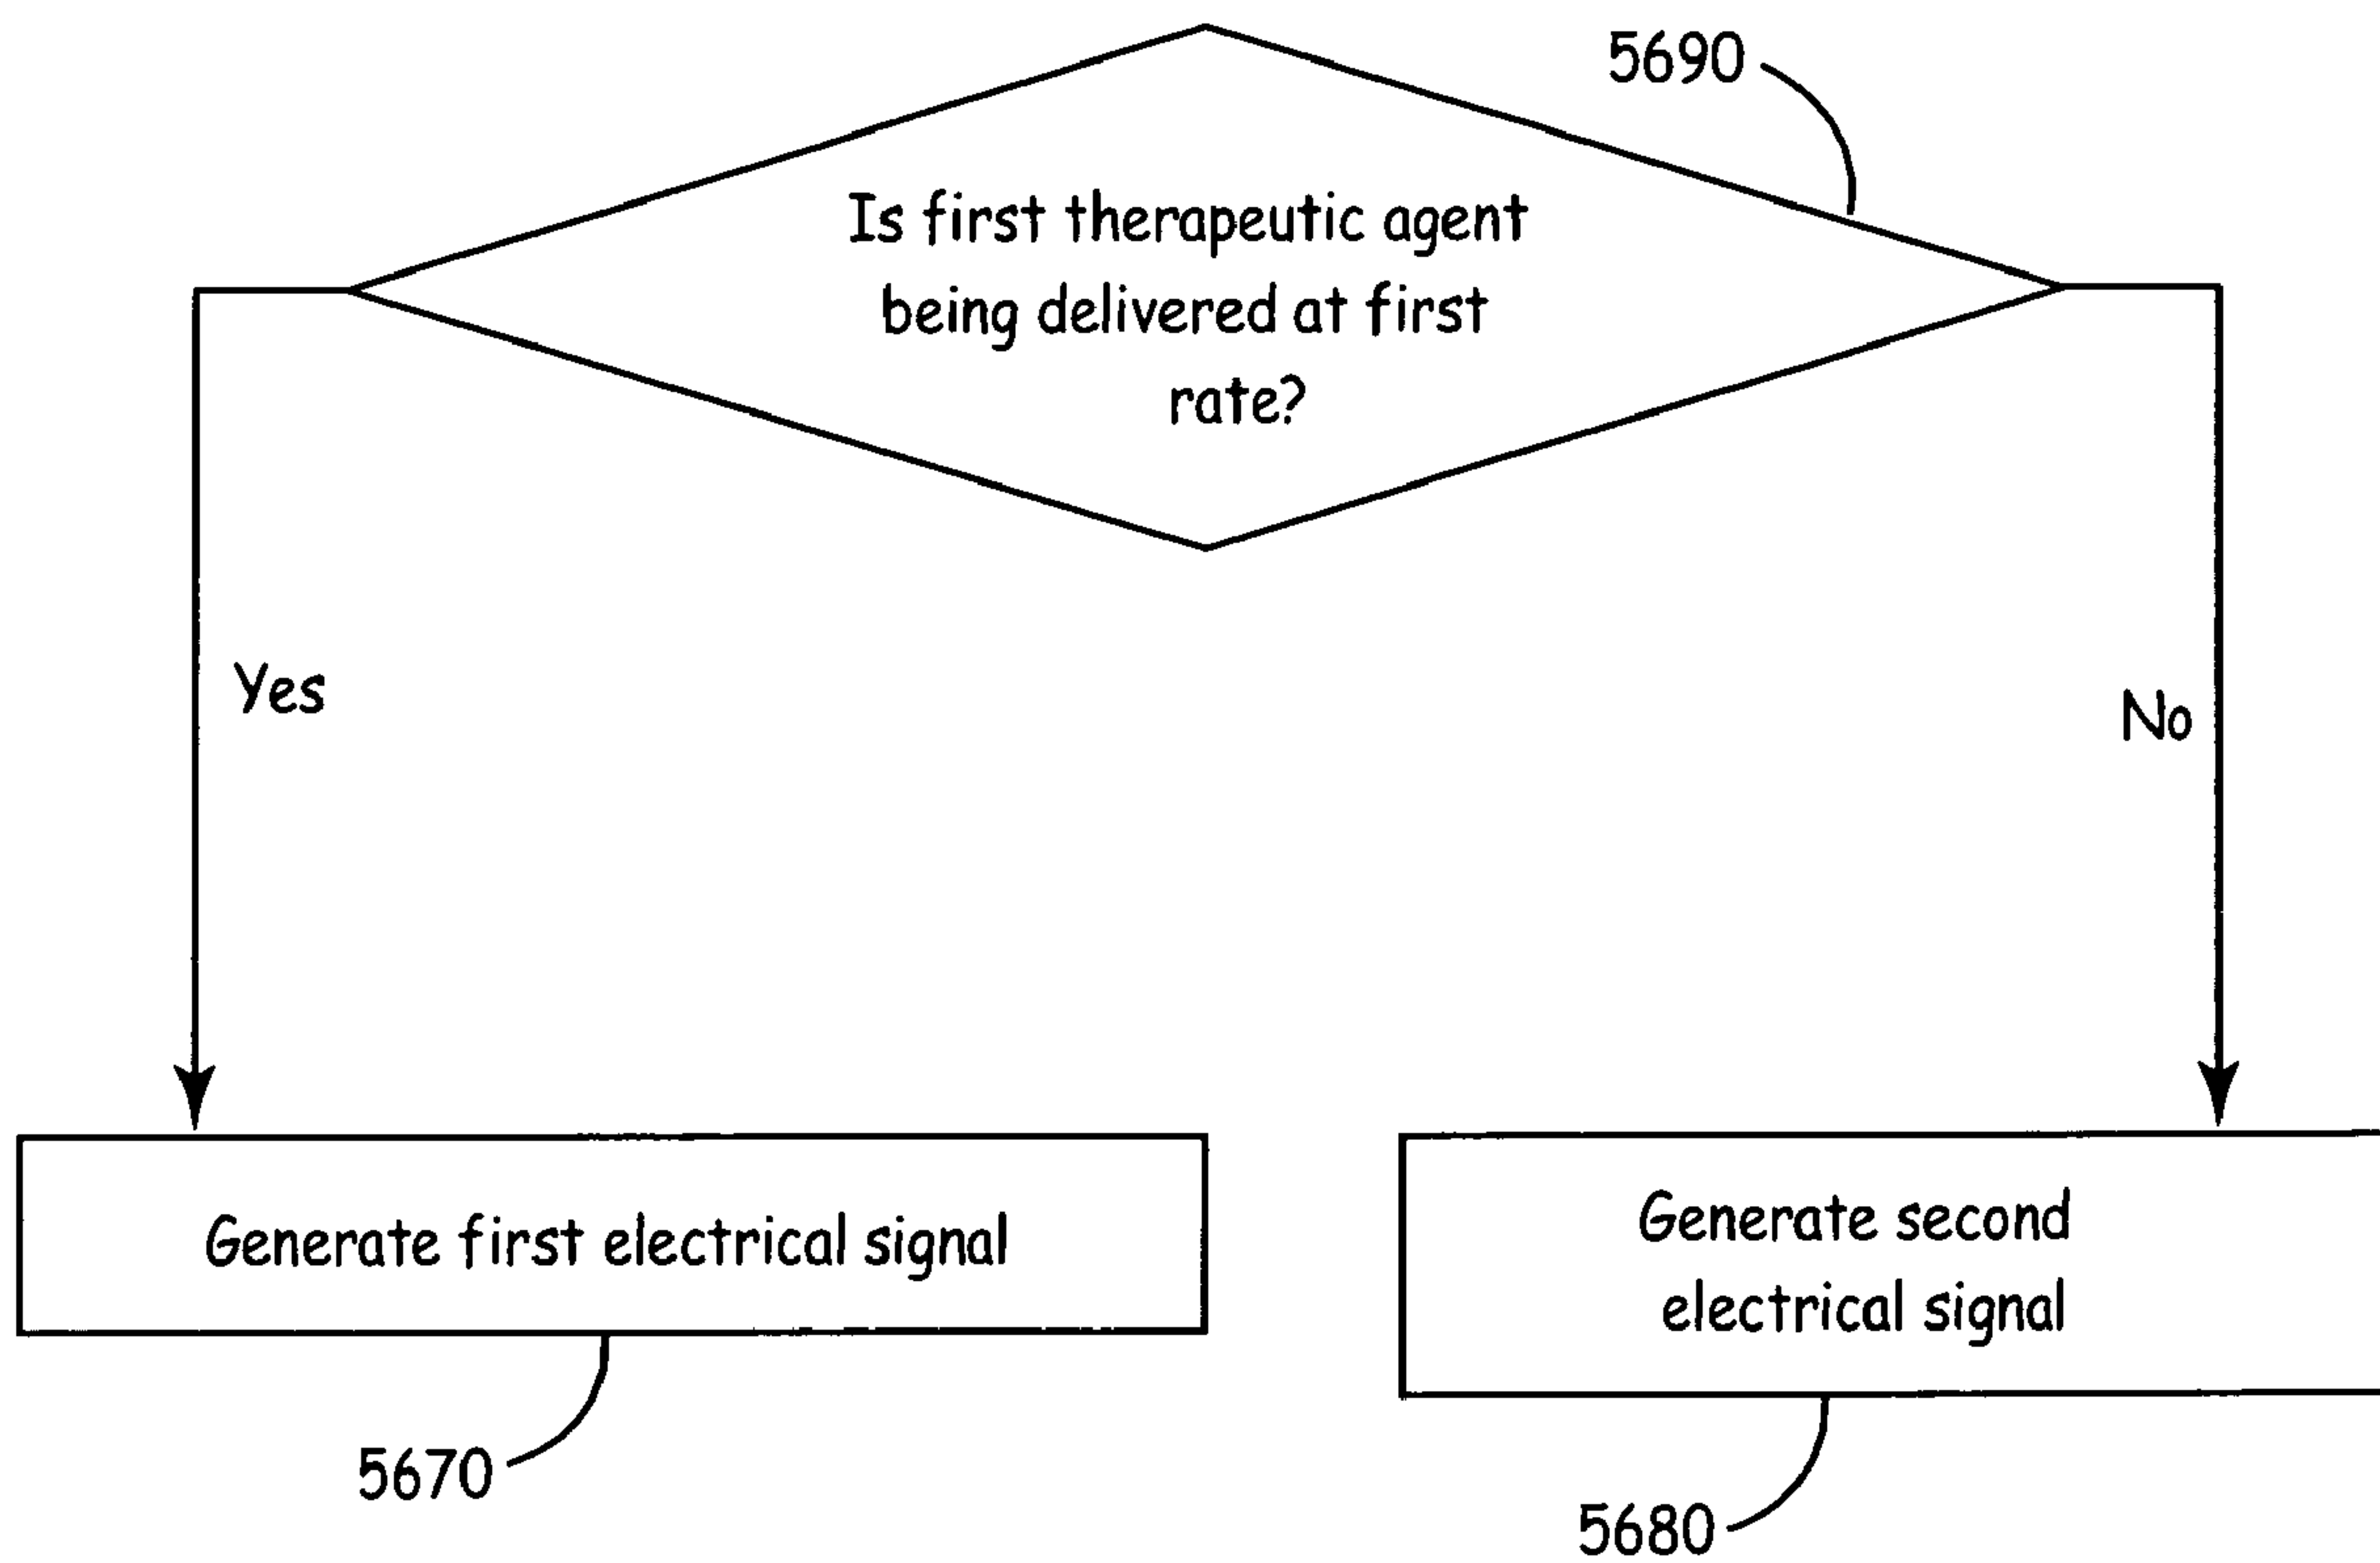 5690
Is first therapeutic agent
being delivered at first
rate?
Yes
No
Generate first electrical signal
Generate second
electrical signal
5670
5680